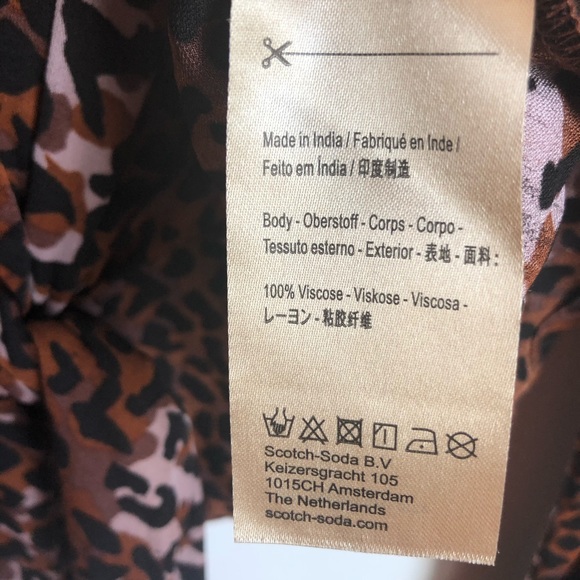 Made in India / Fabriqué en Inde /
Feito em Índia / 印度制造
Body - Oberstoff - Corps - Corpo -
Tessuto esterno - Exterior - 表地 - 面料 :
100% Viscose - Viskose - Viscosa -
レーヨン - 粘胶纤维
Scotch-Soda B.V
Keizersgracht 105
1015CH Amsterdam
The Netherlands
scotch-soda.com